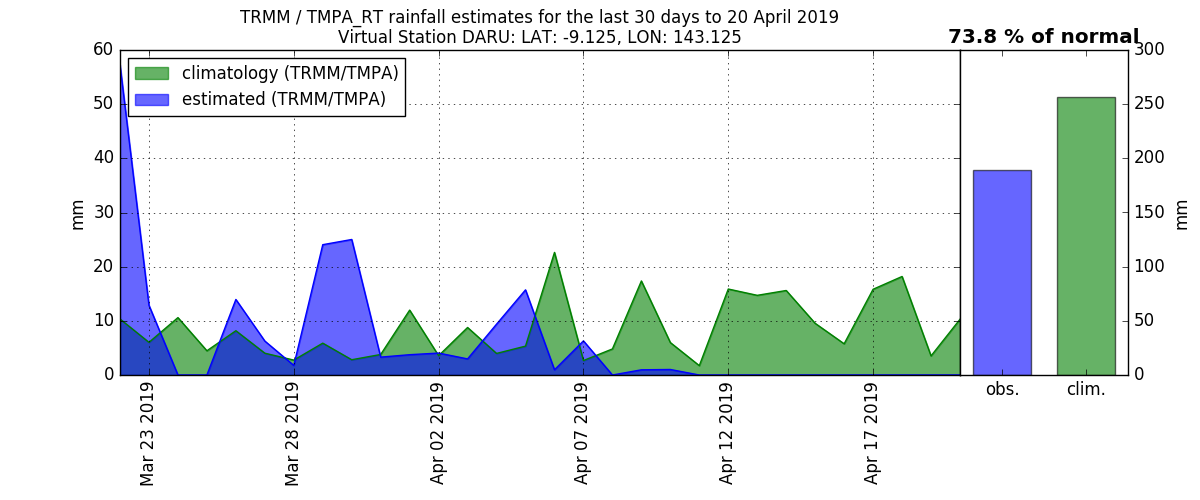 TRMM / TMPA_RT rainfall estimates for the last 30 days to 20 April 2019
Virtual Station DARU: LAT: -9.125, LON: 143.125
73.8 % of normal
climatology (TRMM/TMPA)
estimated (TRMM/TMPA)
60
50
40
30
20
10
0
mm
Mar 23 2019
Mar 28 2019
Apr 02 2019
Apr 07 2019
Apr 12 2019
Apr 17 2019
300
250
200
150
100
50
0
mm
obs.
clim.